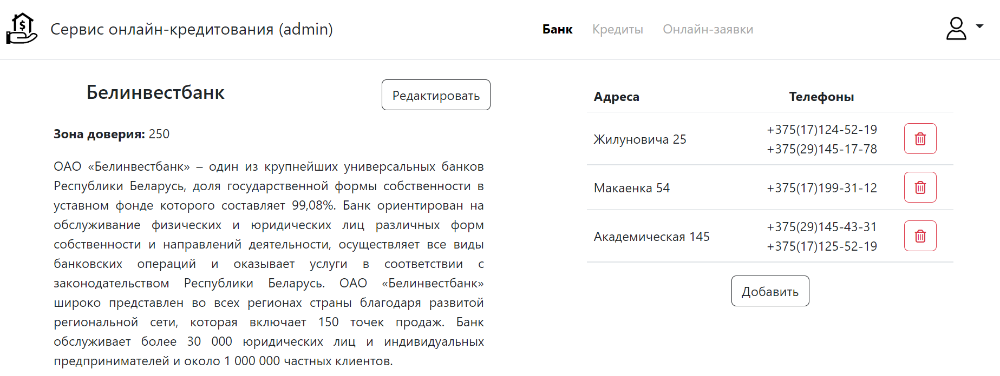 $
Сервис онлайн-кредитования (admin)
Банк Кредиты Онлайн-заявки
Белинвестбанк
Редактировать
Зона доверия: 250
ОАО «Белинвестбанк» – один из крупнейших универсальных банков
Республики Беларусь, доля государственной формы собственности в
уставном фонде которого составляет 99,08%. Банк ориентирован на
обслуживание физических и юридических лиц различных форм
собственности и направлений деятельности, осуществляет все виды
банковских операций и оказывает услуги в соответствии с
законодательством Республики Беларусь. ОАО «Белинвестбанк»
широко представлен во всех регионах страны благодаря развитой
региональной сети, которая включает 150 точек продаж. Банк
обслуживает более 30 000 юридических лиц и индивидуальных
предпринимателей и около 1 000 000 частных клиентов.
Адреса Телефоны
Жилуновича 25
+375(17)124-52-19
+375(29)145-17-78
Макаенка 54
+375(17)199-31-12
Академическая 145
+375(29)145-43-31
+375(17)125-52-19
Добавить